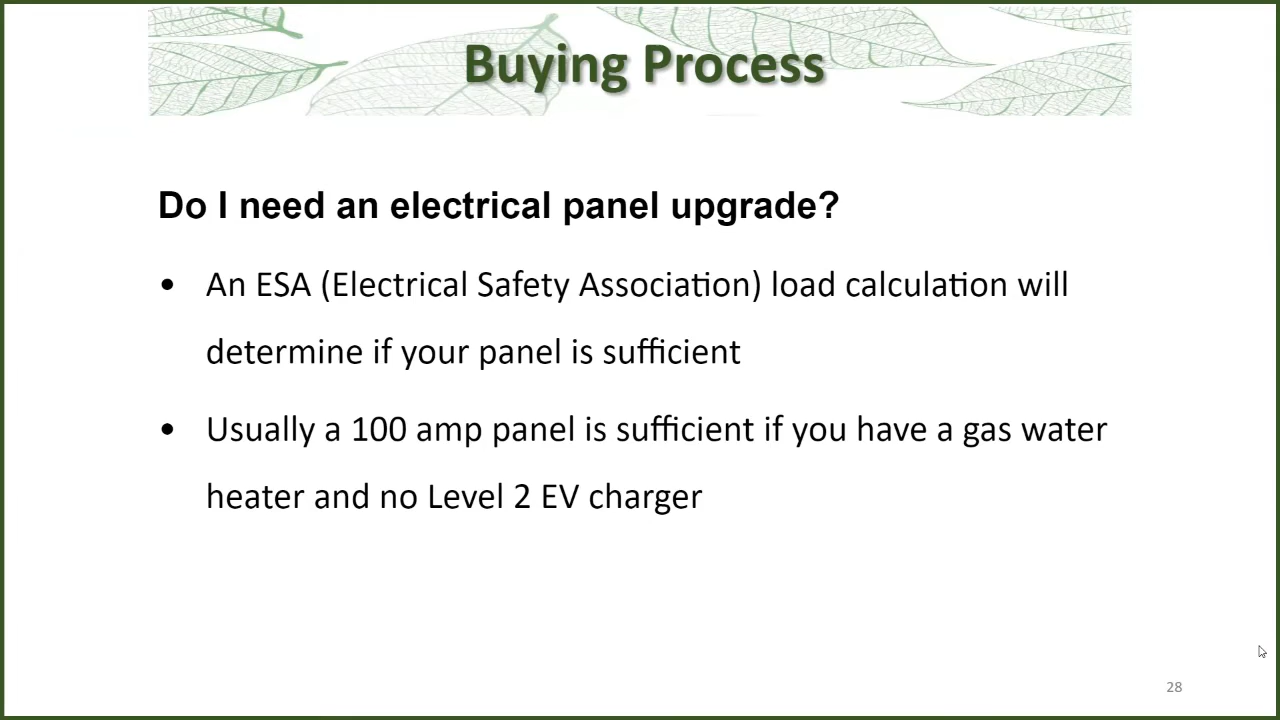 Buying Process
Do I need an electrical panel upgrade?
• An ESA (Electrical Safety Association) load calculation will
determine if your panel is sufficient
• Usually a 100 amp panel is sufficient if you have a gas water
heater and no Level 2 EV charger
28